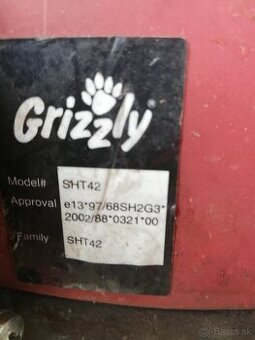 Grizzly®
Model# SHT42
Approval e13*97/68SH2G3*
2002/88*0321*00
Family SHT42
Bazos.sk